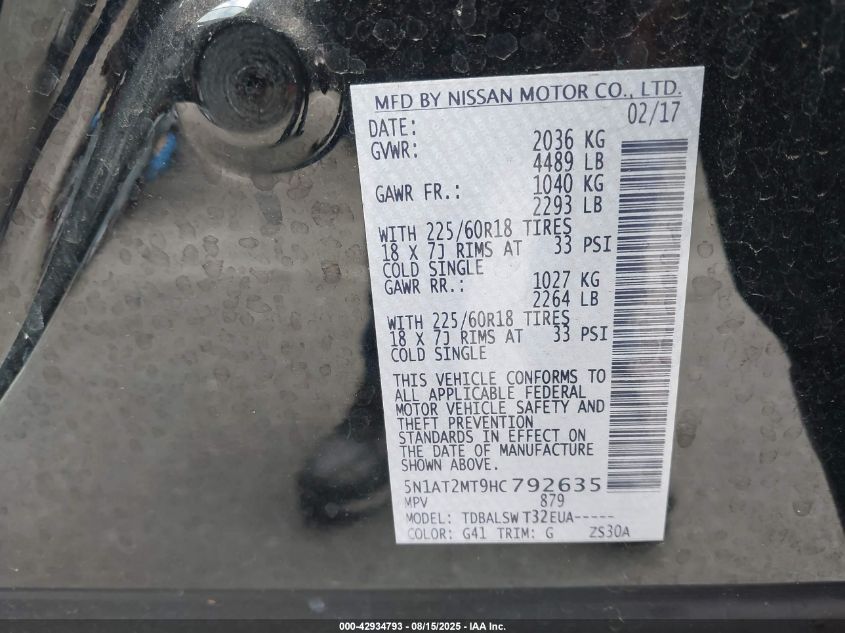 MFD BY NISSAN MOTOR CO., LTD.
DATE: 02/17
GVWR: 2036 KG
4489 LB
GAWR FR.: 1040 KG
2293 LB
WITH 225/60R18 TIRES
18 X 7J RIMS AT 33 PSI
COLD SINGLE
GAWR RR.: 1027 KG
2264 LB
WITH 225/60R18 TIRES
18 X 7J RIMS AT 33 PSI
COLD SINGLE
THIS VEHICLE CONFORMS TO
ALL APPLICABLE FEDERAL
MOTOR VEHICLE SAFETY AND
THEFT PREVENTION
STANDARDS IN EFFECT ON
THE DATE OF MANUFACTURE
SHOWN ABOVE.
5N1AT2MT9HC792635
MPV 879
MODEL: TDBALSW T32EUA-----
COLOR: G41 TRIM: G ZS30A
000-42934793 - 08/15/2025 - IAA Inc.